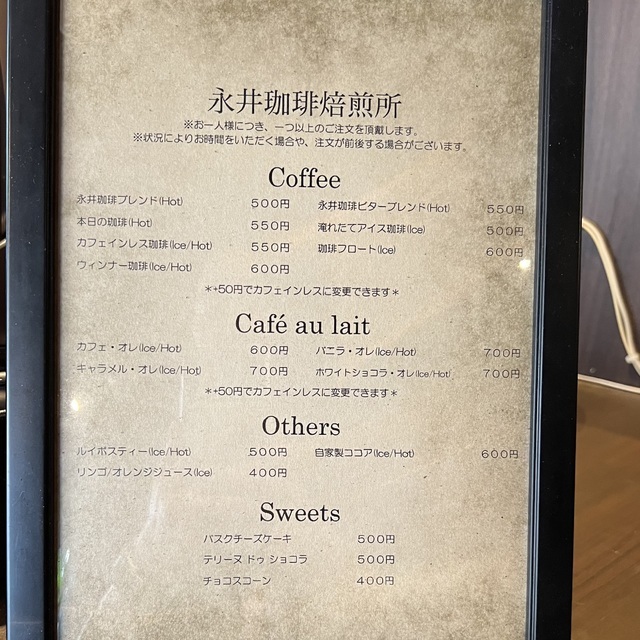 永井珈琲焙煎所
※お一人様につき、一つ以上のご注文を頂戴します。
※状況によりお時間をいただく場合や、注文が前後する場合がございます。
Coffee
永井珈琲ブレンド(Hot) 500円 永井珈琲ビターブレンド(Hot) 550円
本日の珈琲(Hot) 550円 淹れたてアイス珈琲(Ice) 500円
カフェインレス珈琲(Ice/Hot) 550円 珈琲フロート(Ice) 600円
ウィンナー珈琲(Ice/Hot) 600円
*+50円でカフェインレスに変更できます*
Café au lait
カフェ・オレ(Ice/Hot) 600円 バニラ・オレ(Ice/Hot) 700円
キャラメル・オレ(Ice/Hot) 700円 ホワイトショコラ・オレ(Ice/Hot) 700円
*+50円でカフェインレスに変更できます*
Others
ルイボスティー(Ice/Hot) 500円 自家製ココア(Ice/Hot) 600円
リンゴ/オレンジジュース(Ice) 400円
Sweets
バスクチーズケーキ 500円
テリーヌ ドゥ ショコラ 500円
チョコスコーン 400円